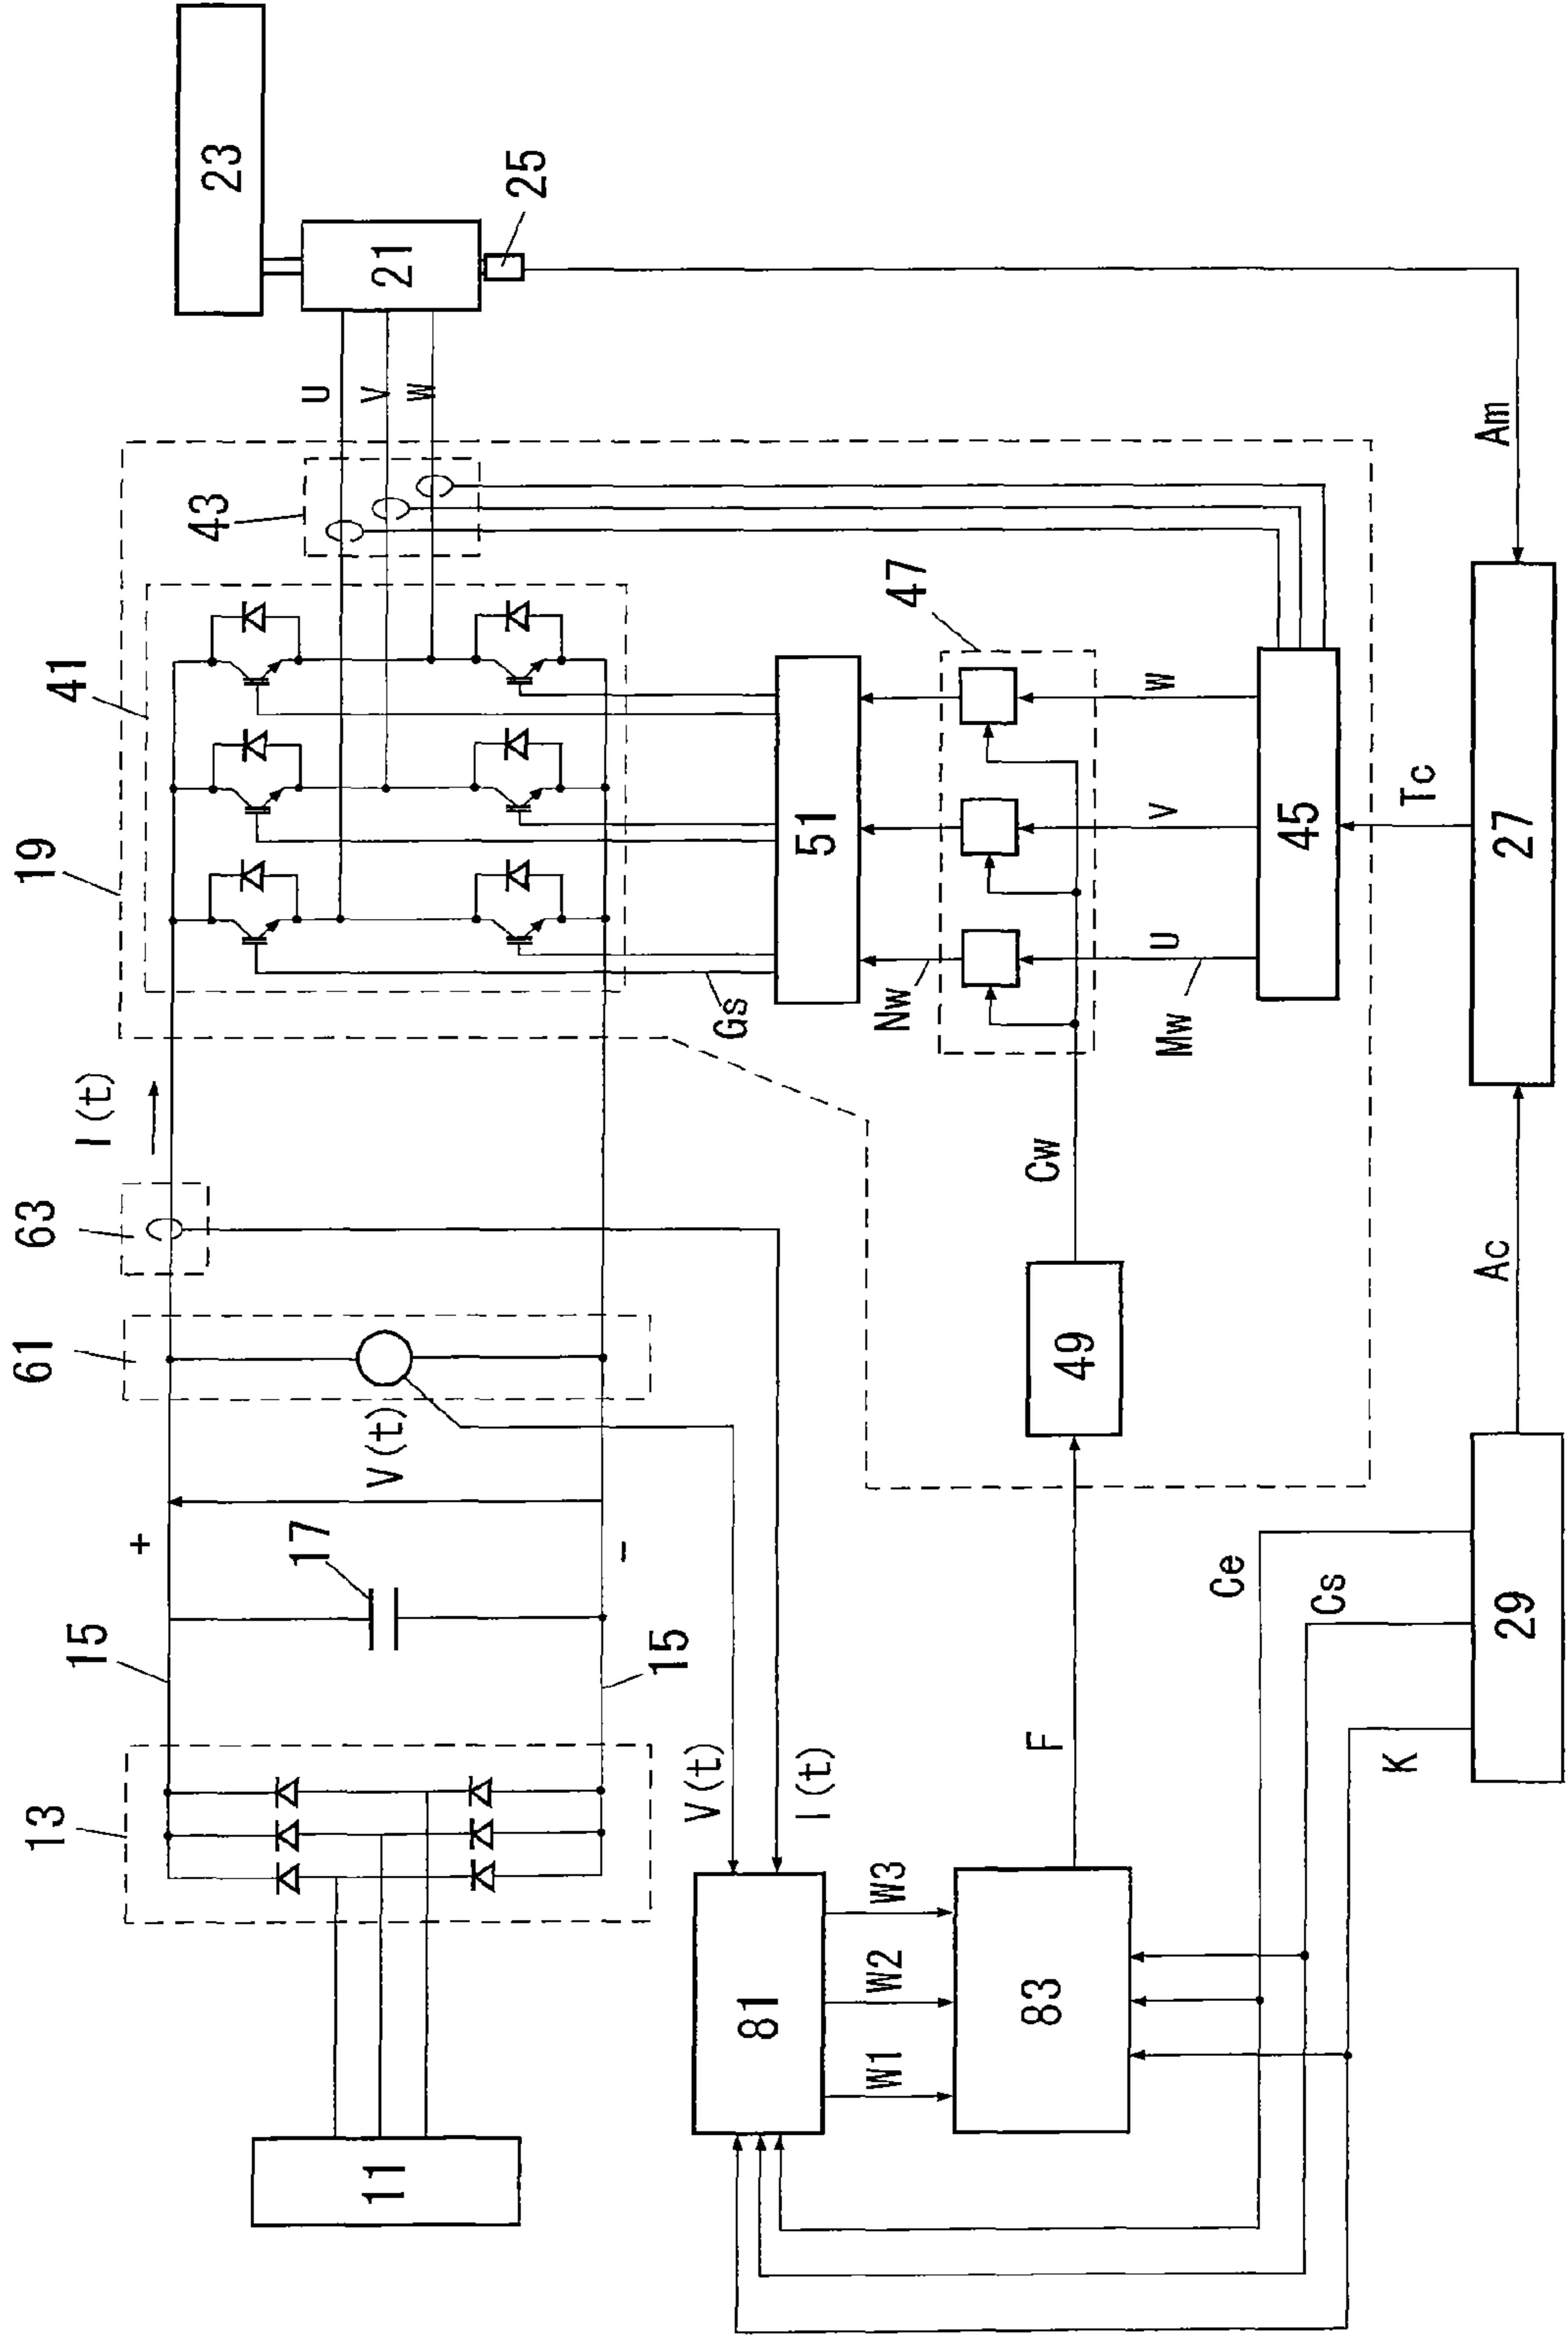 13
15
+
17
V(t)
61
63
I(t)
19
41
43
U
V
W
23
21
25
11
15
−
V(t)
I(t)
Gs
51
47
81
W1
W2
W3
83
F
49
Cw
Nw
Mw
U
V
W
45
Tc
Am
Ce
Cs
K
29
Ac
27